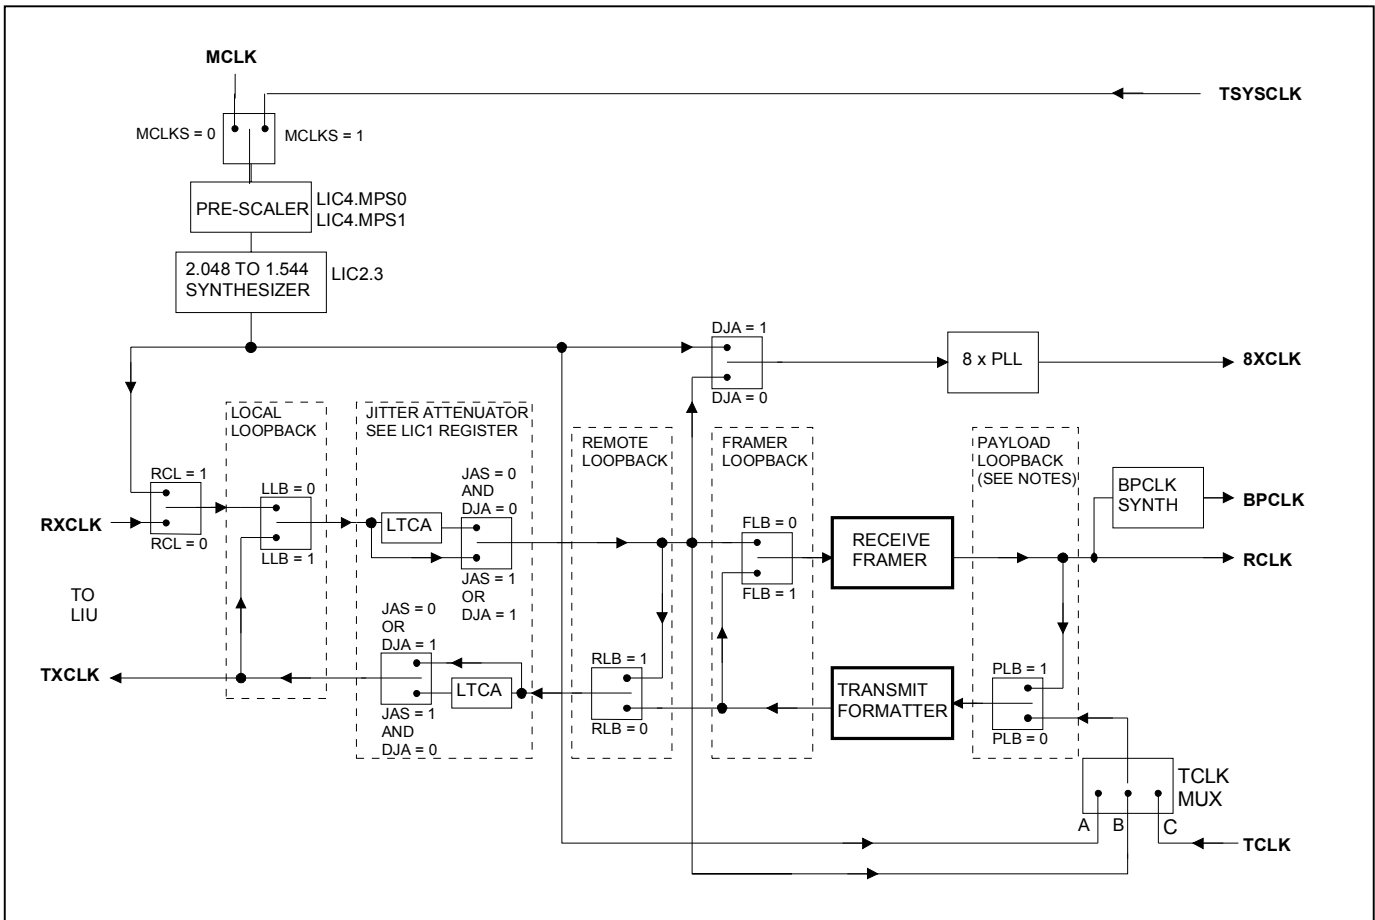 MCLK
TSYSCLK
MCLKS = 0
MCLKS = 1
PRE-SCALER
LIC4.MPS0
LIC4.MPS1
2.048 TO 1.544
SYNTHESIZER
LIC2.3
DJA = 1
DJA = 0
8 x PLL
8XCLK
LOCAL
LOOPBACK
JITTER ATTENUATOR
SEE LIC1 REGISTER
REMOTE
LOOPBACK
FRAMER
LOOPBACK
PAYLOAD
LOOPBACK
(SEE NOTES)
RCL = 1
RCL = 0
RXCLK
LLB = 0
LLB = 1
LTCA
JAS = 0
AND
DJA = 0
JAS = 1
OR
DJA = 1
FLB = 0
FLB = 1
RECEIVE
FRAMER
BPCLK
SYNTH
BPCLK
RCLK
TO
LIU
TXCLK
JAS = 0
OR
DJA = 1
LTCA
JAS = 1
AND
DJA = 0
RLB = 1
RLB = 0
TRANSMIT
FORMATTER
PLB = 1
PLB = 0
TCLK
MUX
A
B
C
TCLK